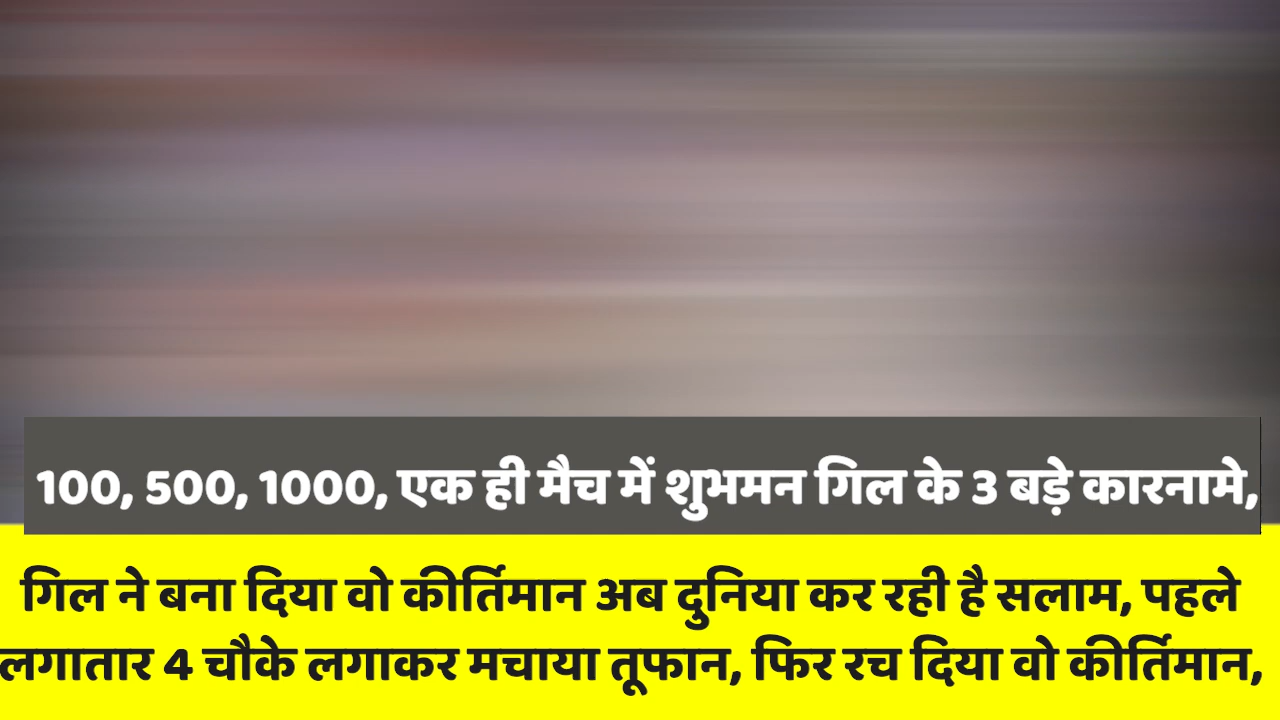 100, 500, 1000, एक ही मैच में शुभमन गिल के 3 बड़े कारनामे,
गिल ने बना दिया वो कीर्तिमान अब दुनिया कर रही है सलाम, पहले
लगातार 4 चौके लगाकर मचाया तूफान, फिर रच दिया वो कीर्तिमान,